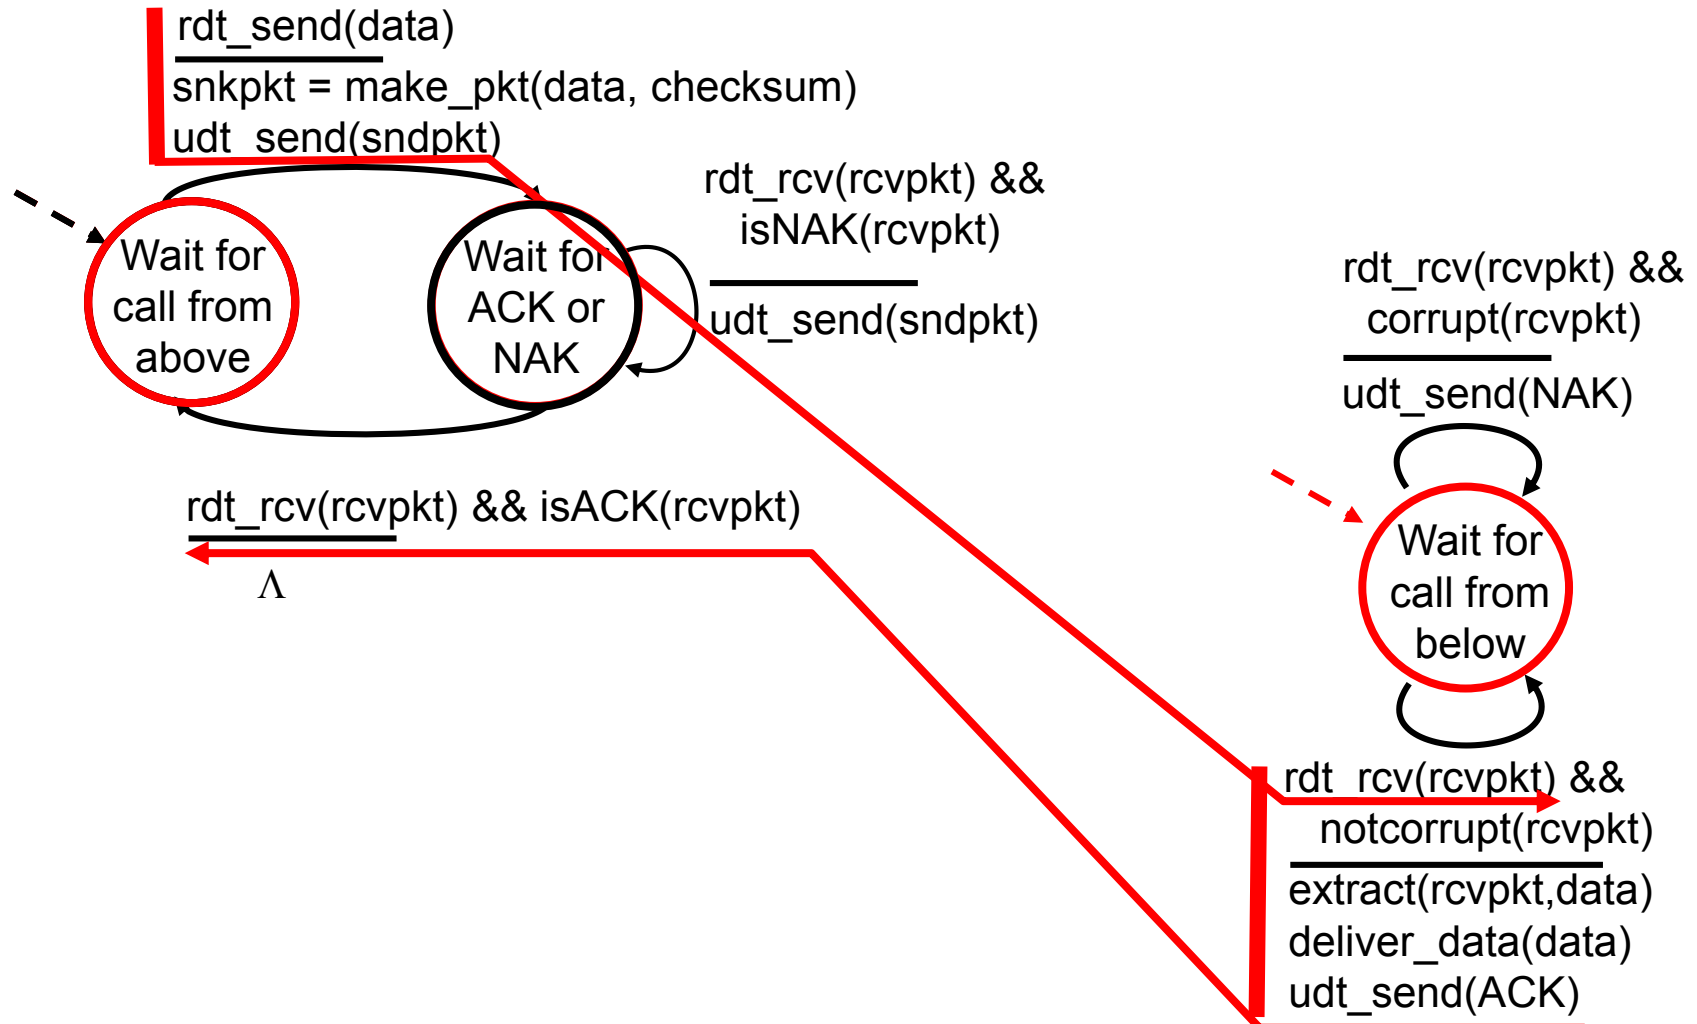 rdt_send(data)
snkpkt = make_pkt(data, checksum)
udt_send(sndpkt)
Wait for
call from
above
Wait for
ACK or
NAK
rdt_rcv(rcvpkt) &&
isNAK(rcvpkt)
udt_send(sndpkt)
rdt_rcv(rcvpkt) && isACK(rcvpkt)
Λ
rdt_rcv(rcvpkt) &&
corrupt(rcvpkt)
udt_send(NAK)
Wait for
call from
below
rdt_rcv(rcvpkt) &&
notcorrupt(rcvpkt)
extract(rcvpkt,data)
deliver_data(data)
udt_send(ACK)